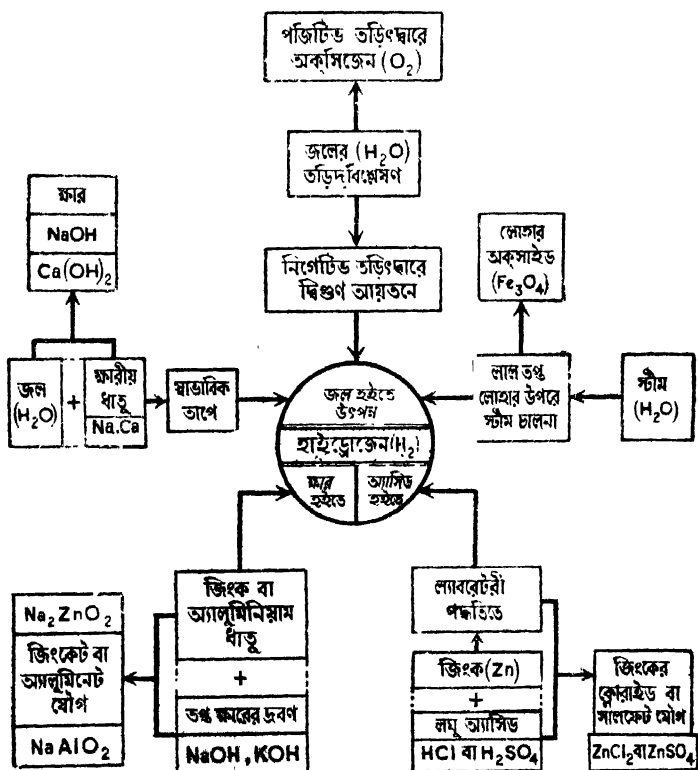 পজিটিভ তড়িৎদ্বারে
অক্সিজেন (O₂)
জলের (H₂O)
তড়িদ্‌বিশ্লেষণ
নিগেটিভ তড়িৎদ্বারে
দ্বিগুণ আয়তনে
ক্ষার
NaOH
Ca(OH)₂
লোহার
অক্সাইড
(Fe₃O₄)
জল
(H₂O)
+
ক্ষারীয়
ধাতু
Na.Ca
স্বাভাবিক
তাপে
জল হইতে
উৎপন্ন
হাইড্রোজেন(H₂)
ক্ষার
হইতে
অ্যাসিড
হইতে
লাল তপ্ত
লোহার উপরে
স্টীম চালনা
স্টীম
(H₂O)
Na₂ZnO₂
জিংকেট বা
অ্যালুমিনেট
যৌগ
NaAlO₂
জিংক বা
অ্যালুমিনিয়াম
ধাতু
+
তপ্ত ক্ষারের দ্রবণ
NaOH, KOH
ল্যাবরেটরী
পদ্ধতিতে
জিংক(Zn)
+
লঘু অ্যাসিড
HCl বা H₂SO₄
জিংকের
ক্লোরাইড বা
সালফেট যৌগ
ZnCl₂ বা ZnSO₄